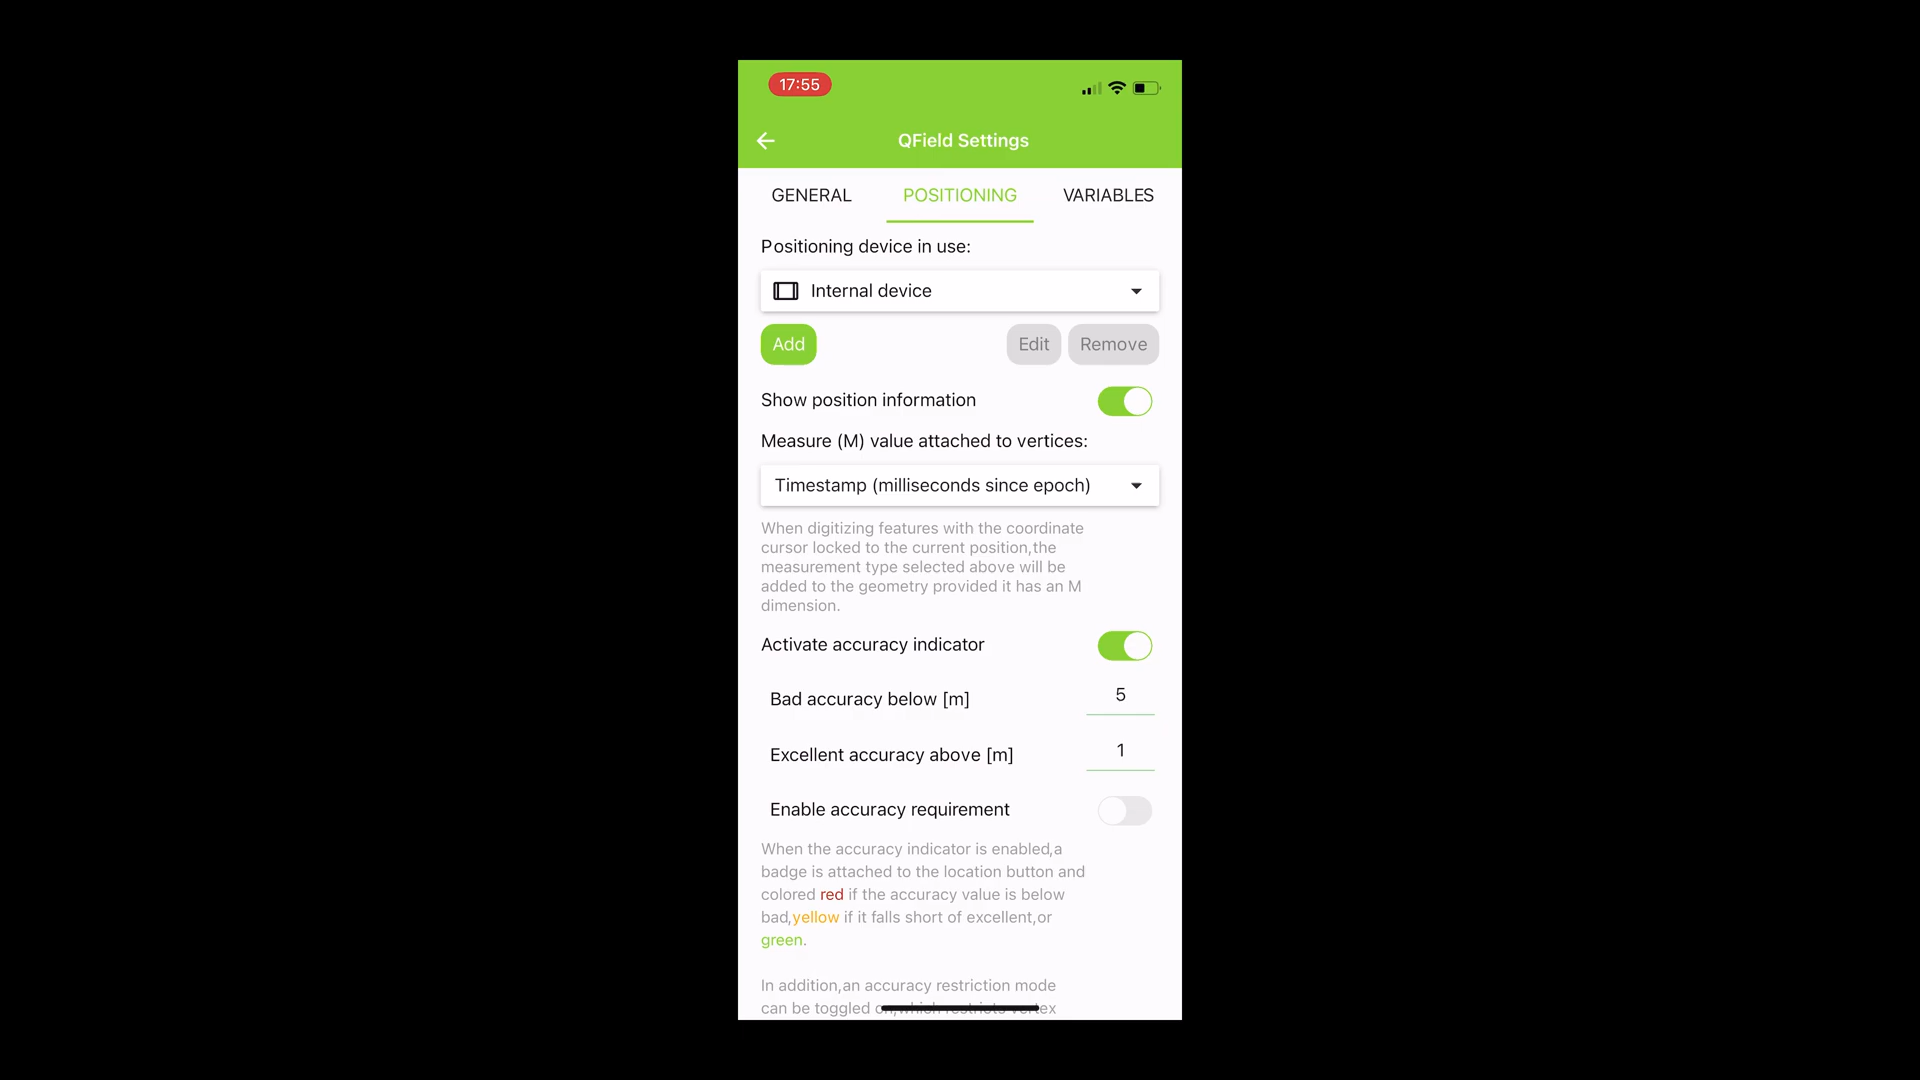 17:55
QField Settings
GENERAL POSITIONING VARIABLES
Positioning device in use:
Internal device
Add Edit Remove
Show position information
Measure (M) value attached to vertices:
Timestamp (milliseconds since epoch)
When digitizing features with the coordinate
cursor locked to the current position,the
measurement type selected above will be
added to the geometry provided it has an M
dimension.
Activate accuracy indicator
Bad accuracy below [m] 5
Excellent accuracy above [m] 1
Enable accuracy requirement
When the accuracy indicator is enabled,a
badge is attached to the location button and
colored red if the accuracy value is below
bad,yellow if it falls short of excellent,or
green.
In addition,an accuracy restriction mode
can be toggled on,which restricts vertex